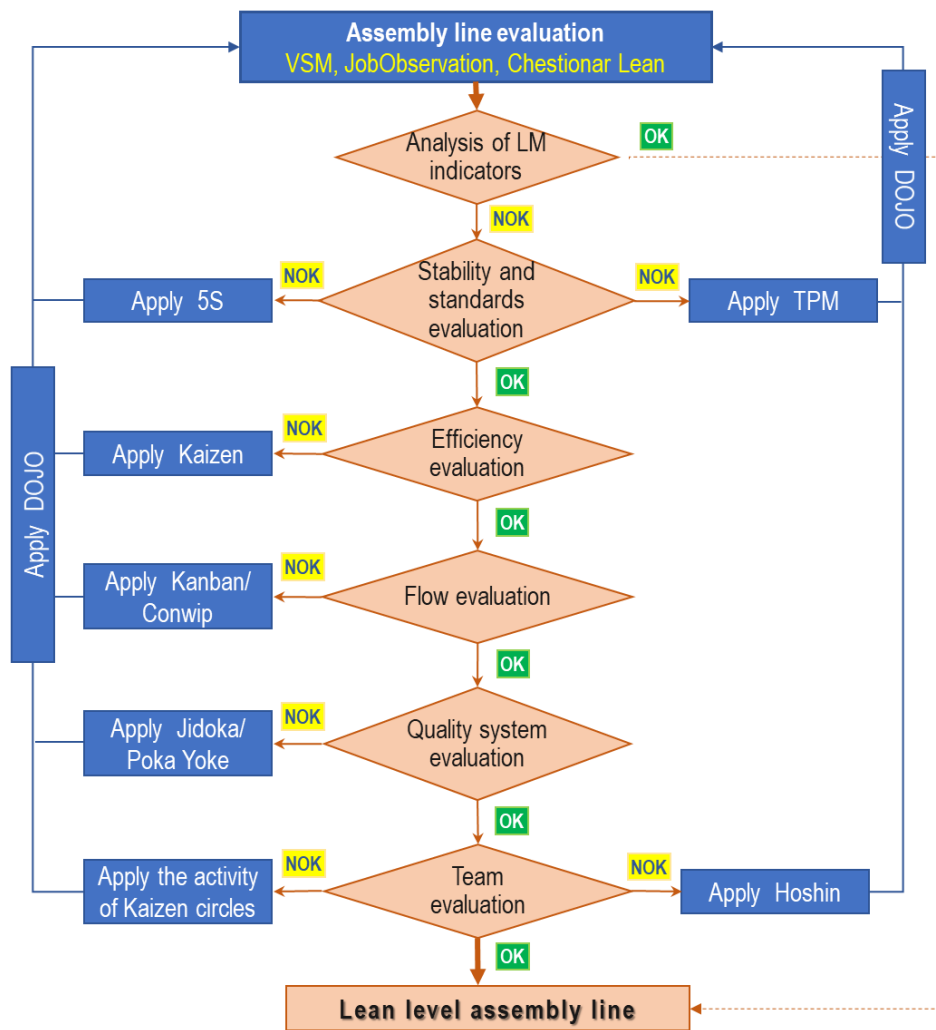 Assembly line evaluation
VSM, JobObservation, Chestionar Lean
Apply DOJO
Analysis of LM
indicators
OK
NOK
NOK
Stability and
standards
evaluation
NOK
Apply 5S
Apply TPM
OK
Apply DOJO
NOK
Efficiency
evaluation
Apply Kaizen
OK
NOK
Apply Kanban/
Conwip
Flow evaluation
OK
NOK
Apply Jidoka/
Poka Yoke
Quality system
evaluation
OK
NOK
Apply the activity
of Kaizen circles
Team
evaluation
NOK
Apply Hoshin
OK
Lean level assembly line